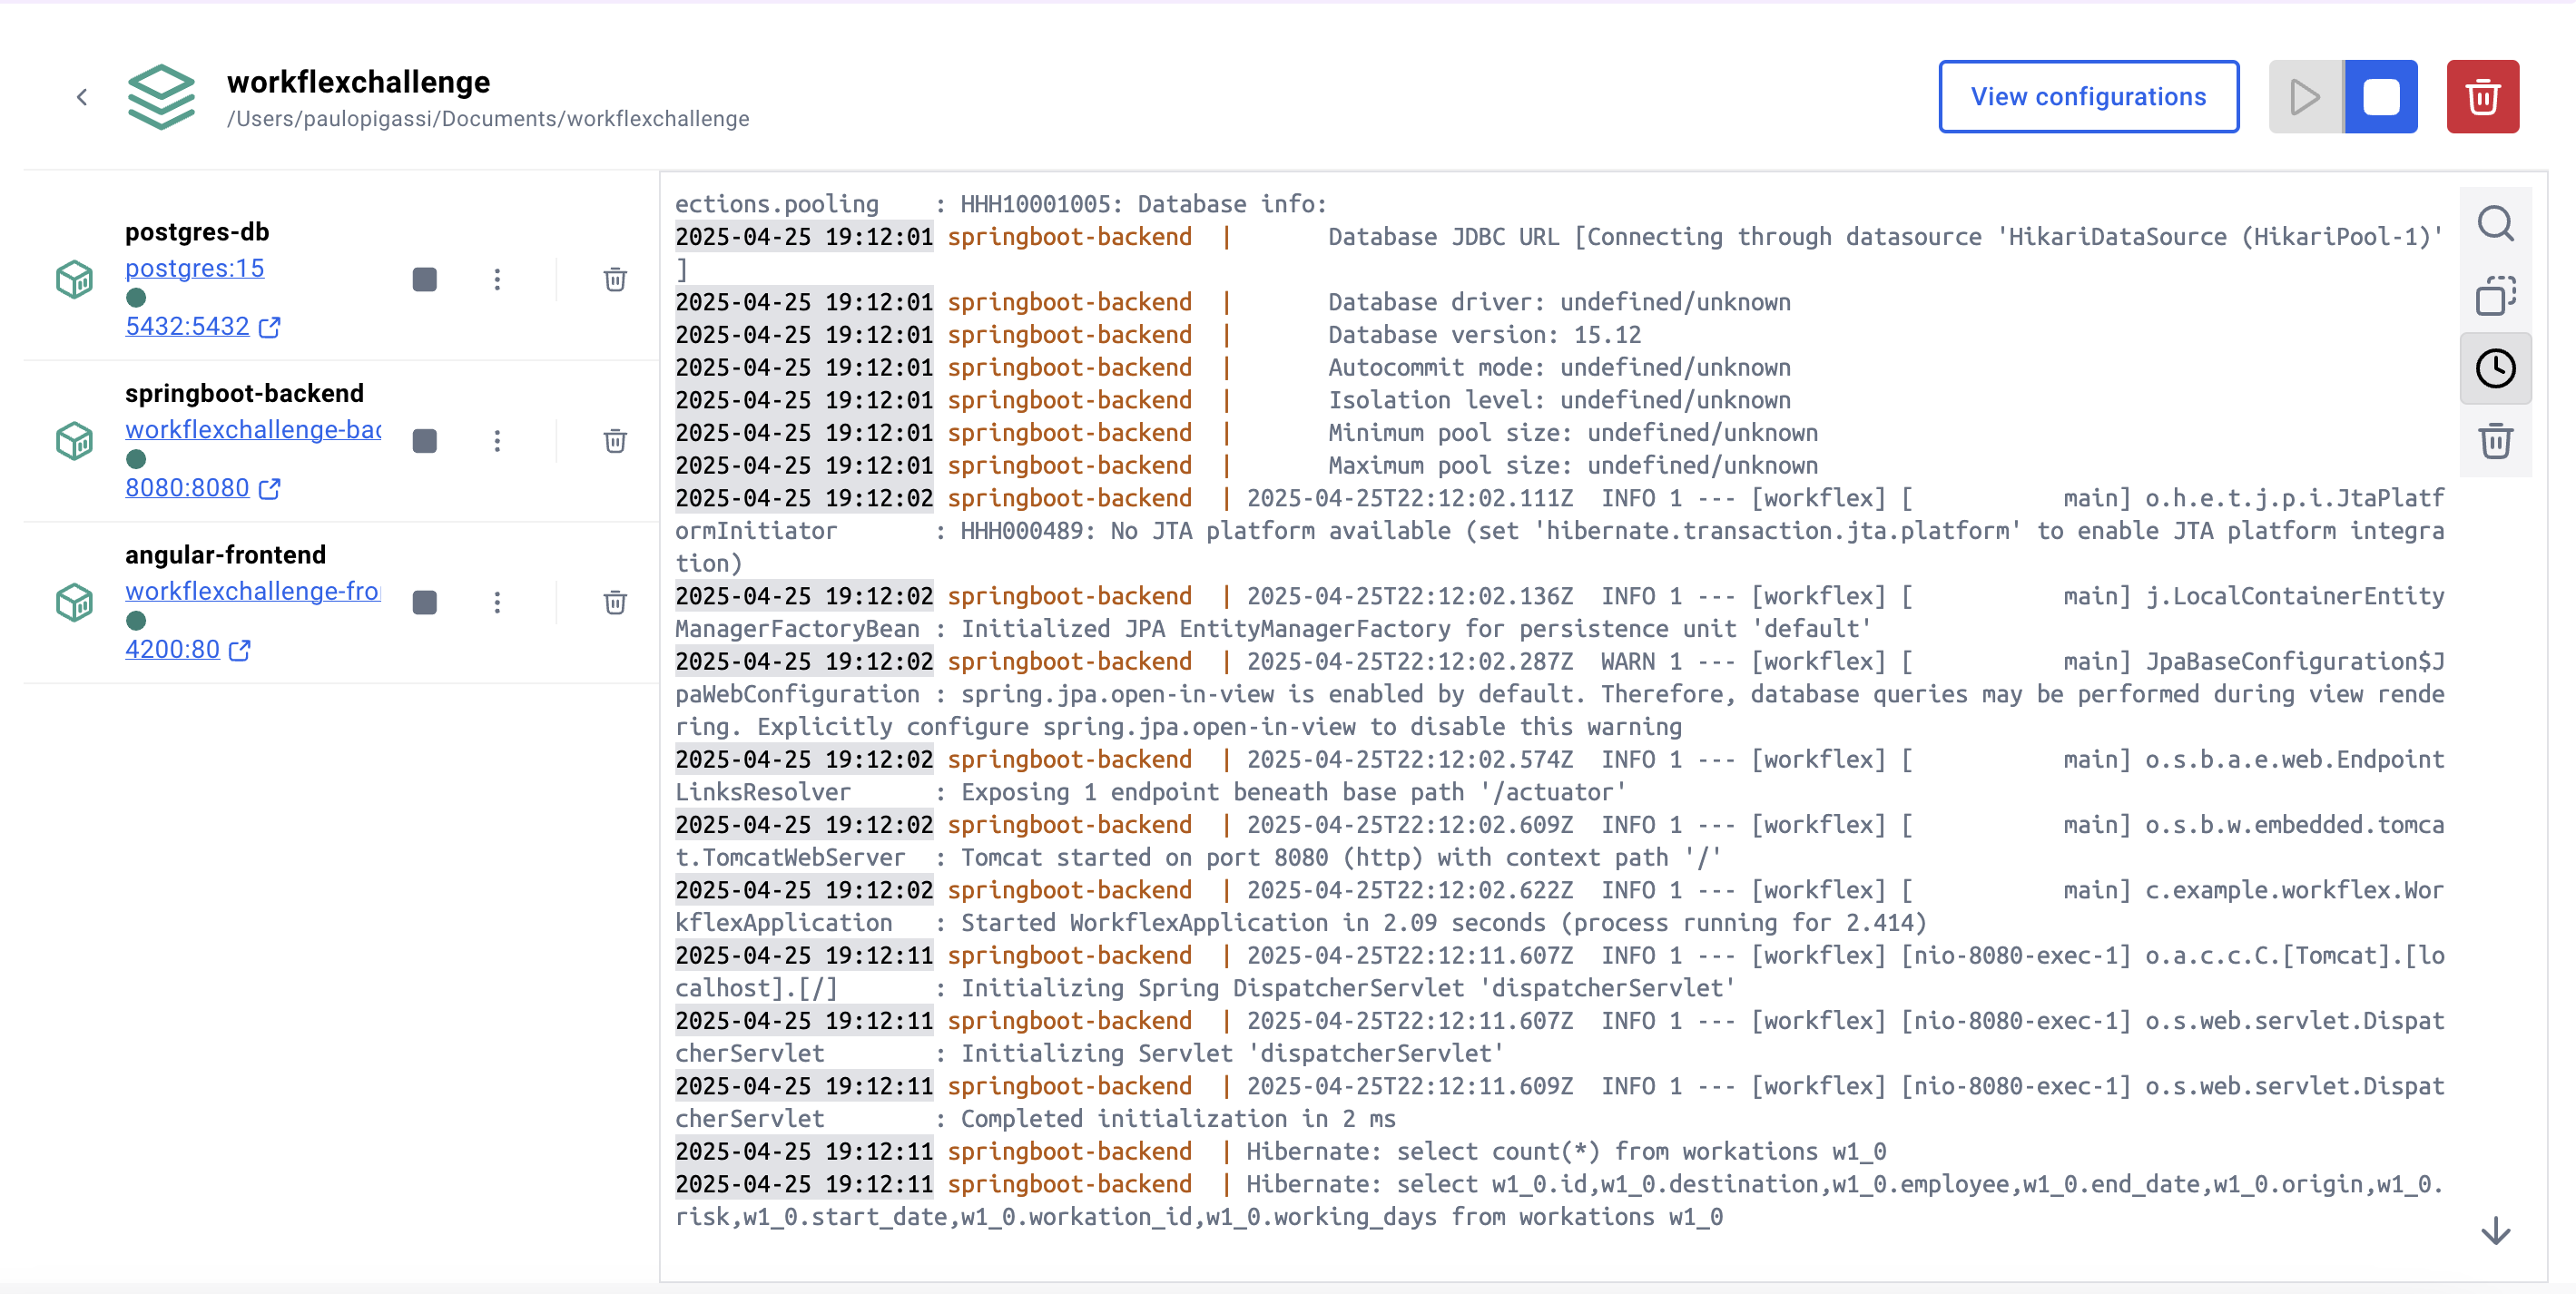 workflexchallenge
/Users/paulopigassi/Documents/workflexchallenge
View configurations
postgres-db
postgres:15
5432:5432
springboot-backend
workflexchallenge-bac
8080:8080
angular-frontend
workflexchallenge-fro
4200:80
ections.pooling    : HHH10001005: Database info:
2025-04-25 19:12:01 springboot-backend  |       Database JDBC URL [Connecting through datasource 'HikariDataSource (HikariPool-1)'
]
2025-04-25 19:12:01 springboot-backend  |       Database driver: undefined/unknown
2025-04-25 19:12:01 springboot-backend  |       Database version: 15.12
2025-04-25 19:12:01 springboot-backend  |       Autocommit mode: undefined/unknown
2025-04-25 19:12:01 springboot-backend  |       Isolation level: undefined/unknown
2025-04-25 19:12:01 springboot-backend  |       Minimum pool size: undefined/unknown
2025-04-25 19:12:01 springboot-backend  |       Maximum pool size: undefined/unknown
2025-04-25 19:12:02 springboot-backend  | 2025-04-25T22:12:02.111Z  INFO 1 --- [workflex] [           main] o.h.e.t.j.p.i.JtaPlatf
ormInitiator       : HHH000489: No JTA platform available (set 'hibernate.transaction.jta.platform' to enable JTA platform integra
tion)
2025-04-25 19:12:02 springboot-backend  | 2025-04-25T22:12:02.136Z  INFO 1 --- [workflex] [           main] j.LocalContainerEntity
ManagerFactoryBean : Initialized JPA EntityManagerFactory for persistence unit 'default'
2025-04-25 19:12:02 springboot-backend  | 2025-04-25T22:12:02.287Z  WARN 1 --- [workflex] [           main] JpaBaseConfiguration$J
paWebConfiguration : spring.jpa.open-in-view is enabled by default. Therefore, database queries may be performed during view rende
ring. Explicitly configure spring.jpa.open-in-view to disable this warning
2025-04-25 19:12:02 springboot-backend  | 2025-04-25T22:12:02.574Z  INFO 1 --- [workflex] [           main] o.s.b.a.e.web.Endpoint
LinksResolver      : Exposing 1 endpoint beneath base path '/actuator'
2025-04-25 19:12:02 springboot-backend  | 2025-04-25T22:12:02.609Z  INFO 1 --- [workflex] [           main] o.s.b.w.embedded.tomca
t.TomcatWebServer  : Tomcat started on port 8080 (http) with context path '/'
2025-04-25 19:12:02 springboot-backend  | 2025-04-25T22:12:02.622Z  INFO 1 --- [workflex] [           main] c.example.workflex.Wor
kflexApplication   : Started WorkflexApplication in 2.09 seconds (process running for 2.414)
2025-04-25 19:12:11 springboot-backend  | 2025-04-25T22:12:11.607Z  INFO 1 --- [workflex] [nio-8080-exec-1] o.a.c.c.C.[Tomcat].[lo
calhost].[/]       : Initializing Spring DispatcherServlet 'dispatcherServlet'
2025-04-25 19:12:11 springboot-backend  | 2025-04-25T22:12:11.607Z  INFO 1 --- [workflex] [nio-8080-exec-1] o.s.web.servlet.Dispat
cherServlet        : Initializing Servlet 'dispatcherServlet'
2025-04-25 19:12:11 springboot-backend  | 2025-04-25T22:12:11.609Z  INFO 1 --- [workflex] [nio-8080-exec-1] o.s.web.servlet.Dispat
cherServlet        : Completed initialization in 2 ms
2025-04-25 19:12:11 springboot-backend  | Hibernate: select count(*) from workations w1_0
2025-04-25 19:12:11 springboot-backend  | Hibernate: select w1_0.id,w1_0.destination,w1_0.employee,w1_0.end_date,w1_0.origin,w1_0.
risk,w1_0.start_date,w1_0.workation_id,w1_0.working_days from workations w1_0